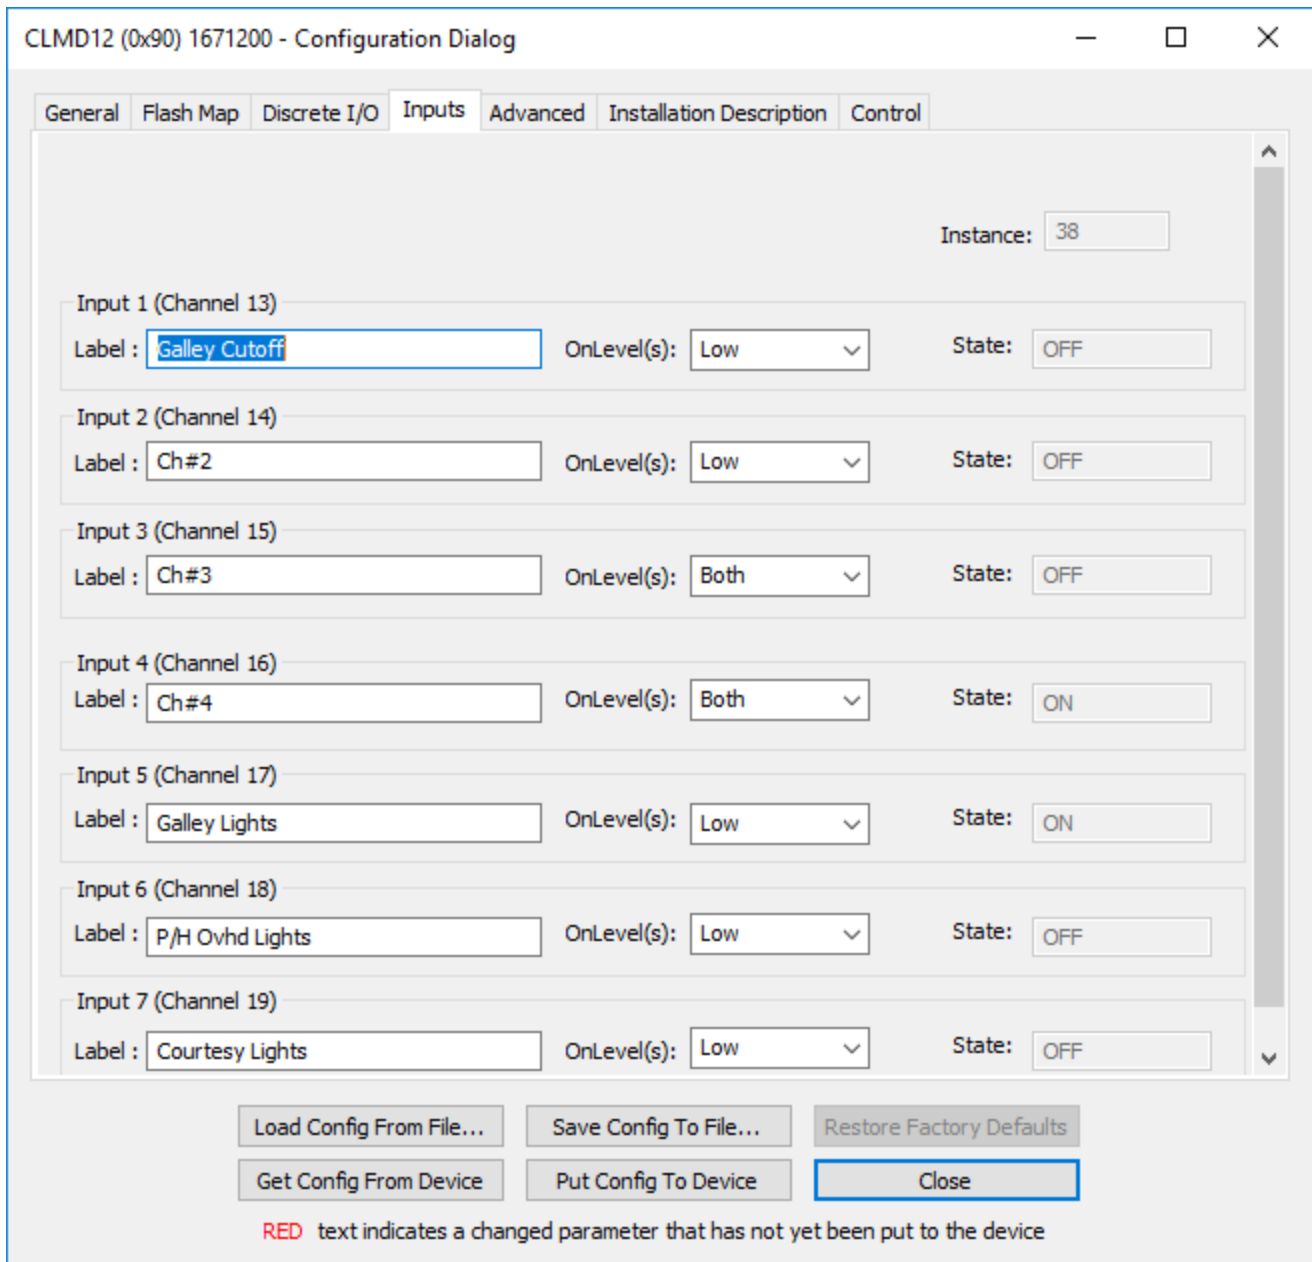 CLMD12 (0x90) 1671200 - Configuration Dialog
General Flash Map Discrete I/O Inputs Advanced Installation Description Control
Instance: 38
Input 1 (Channel 13)
Label : Galley Cutoff OnLevel(s): Low State: OFF
Input 2 (Channel 14)
Label : Ch#2 OnLevel(s): Low State: OFF
Input 3 (Channel 15)
Label : Ch#3 OnLevel(s): Both State: OFF
Input 4 (Channel 16)
Label : Ch#4 OnLevel(s): Both State: ON
Input 5 (Channel 17)
Label : Galley Lights OnLevel(s): Low State: ON
Input 6 (Channel 18)
Label : P/H Ovhd Lights OnLevel(s): Low State: OFF
Input 7 (Channel 19)
Label : Courtesy Lights OnLevel(s): Low State: OFF
Load Config From File... Save Config To File... Restore Factory Defaults
Get Config From Device Put Config To Device Close
RED text indicates a changed parameter that has not yet been put to the device